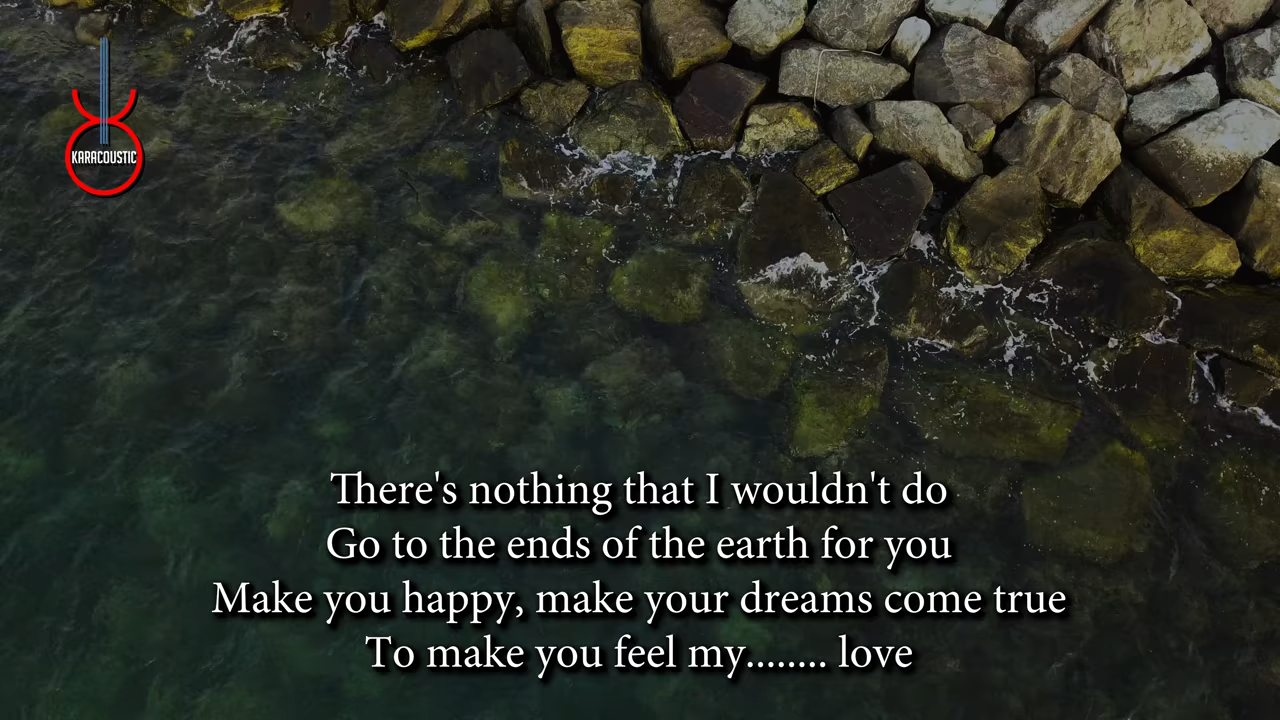 KARACOUSTIC
There's nothing that I wouldn't do
Go to the ends of the earth for you
Make you happy, make your dreams come true
To make you feel my........ love